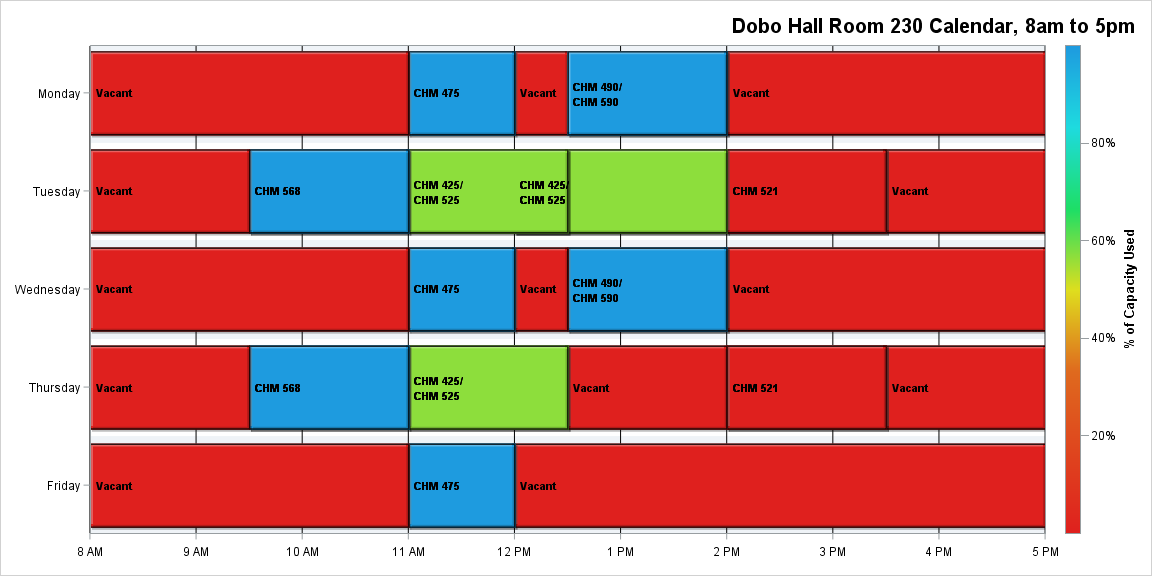 Dobo Hall Room 230 Calendar, 8am to 5pm
Monday
Vacant
CHM 475
Vacant
CHM 490/
CHM 590
Vacant
Tuesday
Vacant
CHM 568
CHM 425/
CHM 525
CHM 425/
CHM 525
CHM 521
Vacant
Wednesday
Vacant
CHM 475
Vacant
CHM 490/
CHM 590
Vacant
Thursday
Vacant
CHM 568
CHM 425/
CHM 525
Vacant
CHM 521
Vacant
Friday
Vacant
CHM 475
Vacant
8 AM
9 AM
10 AM
11 AM
12 PM
1 PM
2 PM
3 PM
4 PM
5 PM
80%
60%
40%
20%
% of Capacity Used